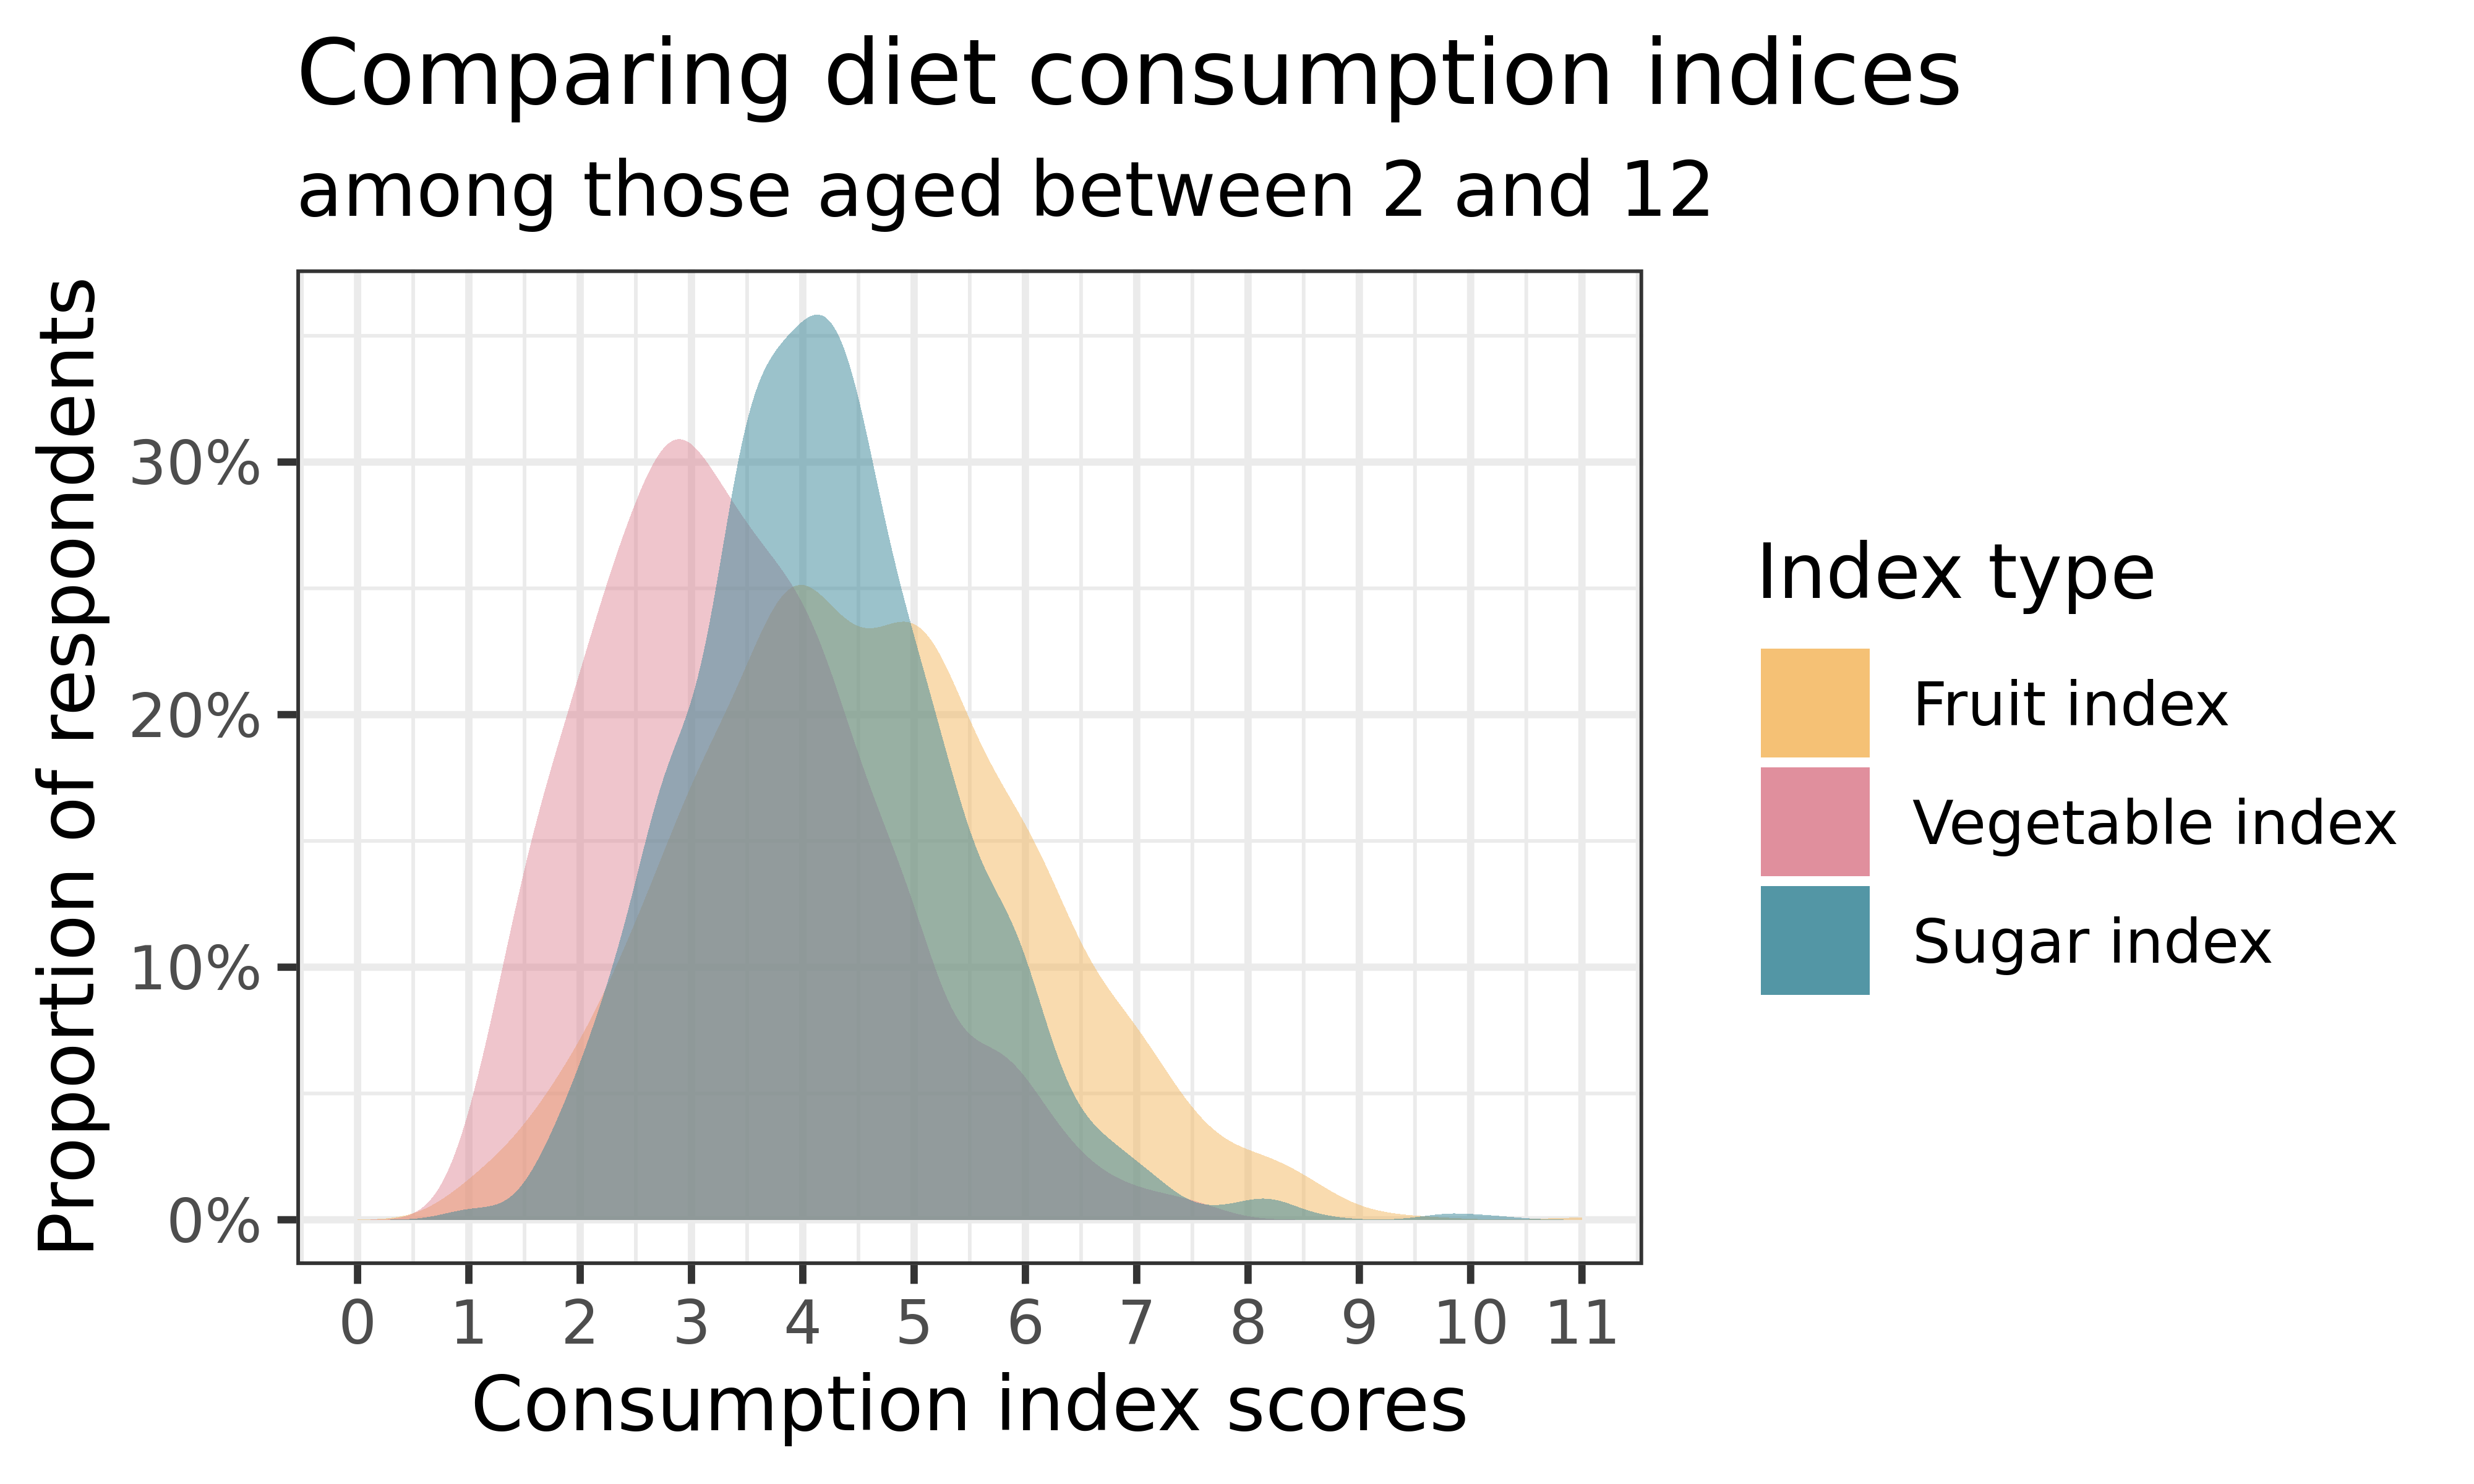 Comparing diet consumption indices
among those aged between 2 and 12
Proportion of respondents
30%
20%
10%
0%
0 1 2 3 4 5 6 7 8 9 10 11
Consumption index scores
Index type
Fruit index
Vegetable index
Sugar index